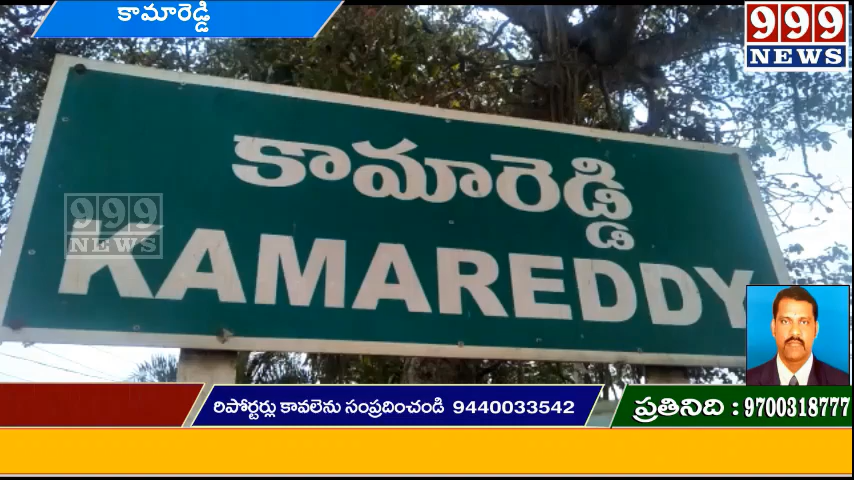 కామారెడ్డి
999
NEWS
కామారెడ్డి
999
NEWS
KAMAREDDY
రిపోర్టర్లు కావలెను సంప్రదించండి 9440033542
ప్రతినిది : 9700318777